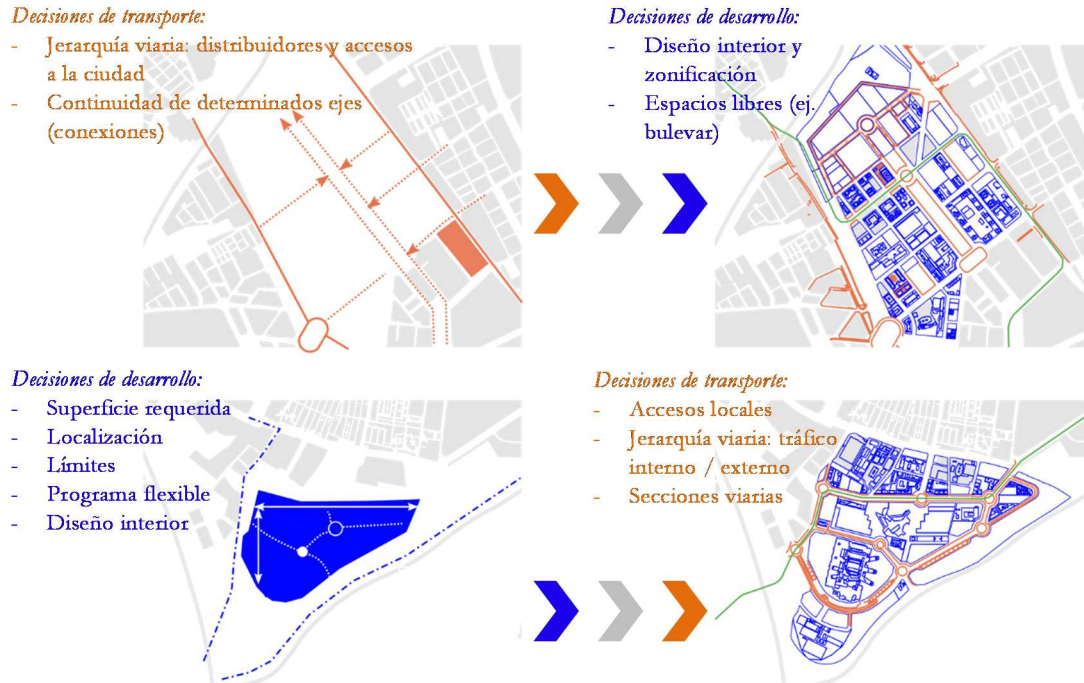 Decisiones de transporte:
- Jerarquía viaria: distribuidores y accesos
a la ciudad
- Continuidad de determinados ejes
(conexiones)
Decisiones de desarrollo:
- Diseño interior y
zonificación
- Espacios libres (ej.
bulevar)
Decisiones de desarrollo:
- Superficie requerida
- Localización
- Límites
- Programa flexible
- Diseño interior
Decisiones de transporte:
- Accesos locales
- Jerarquía viaria: tráfico
interno / externo
- Secciones viarias